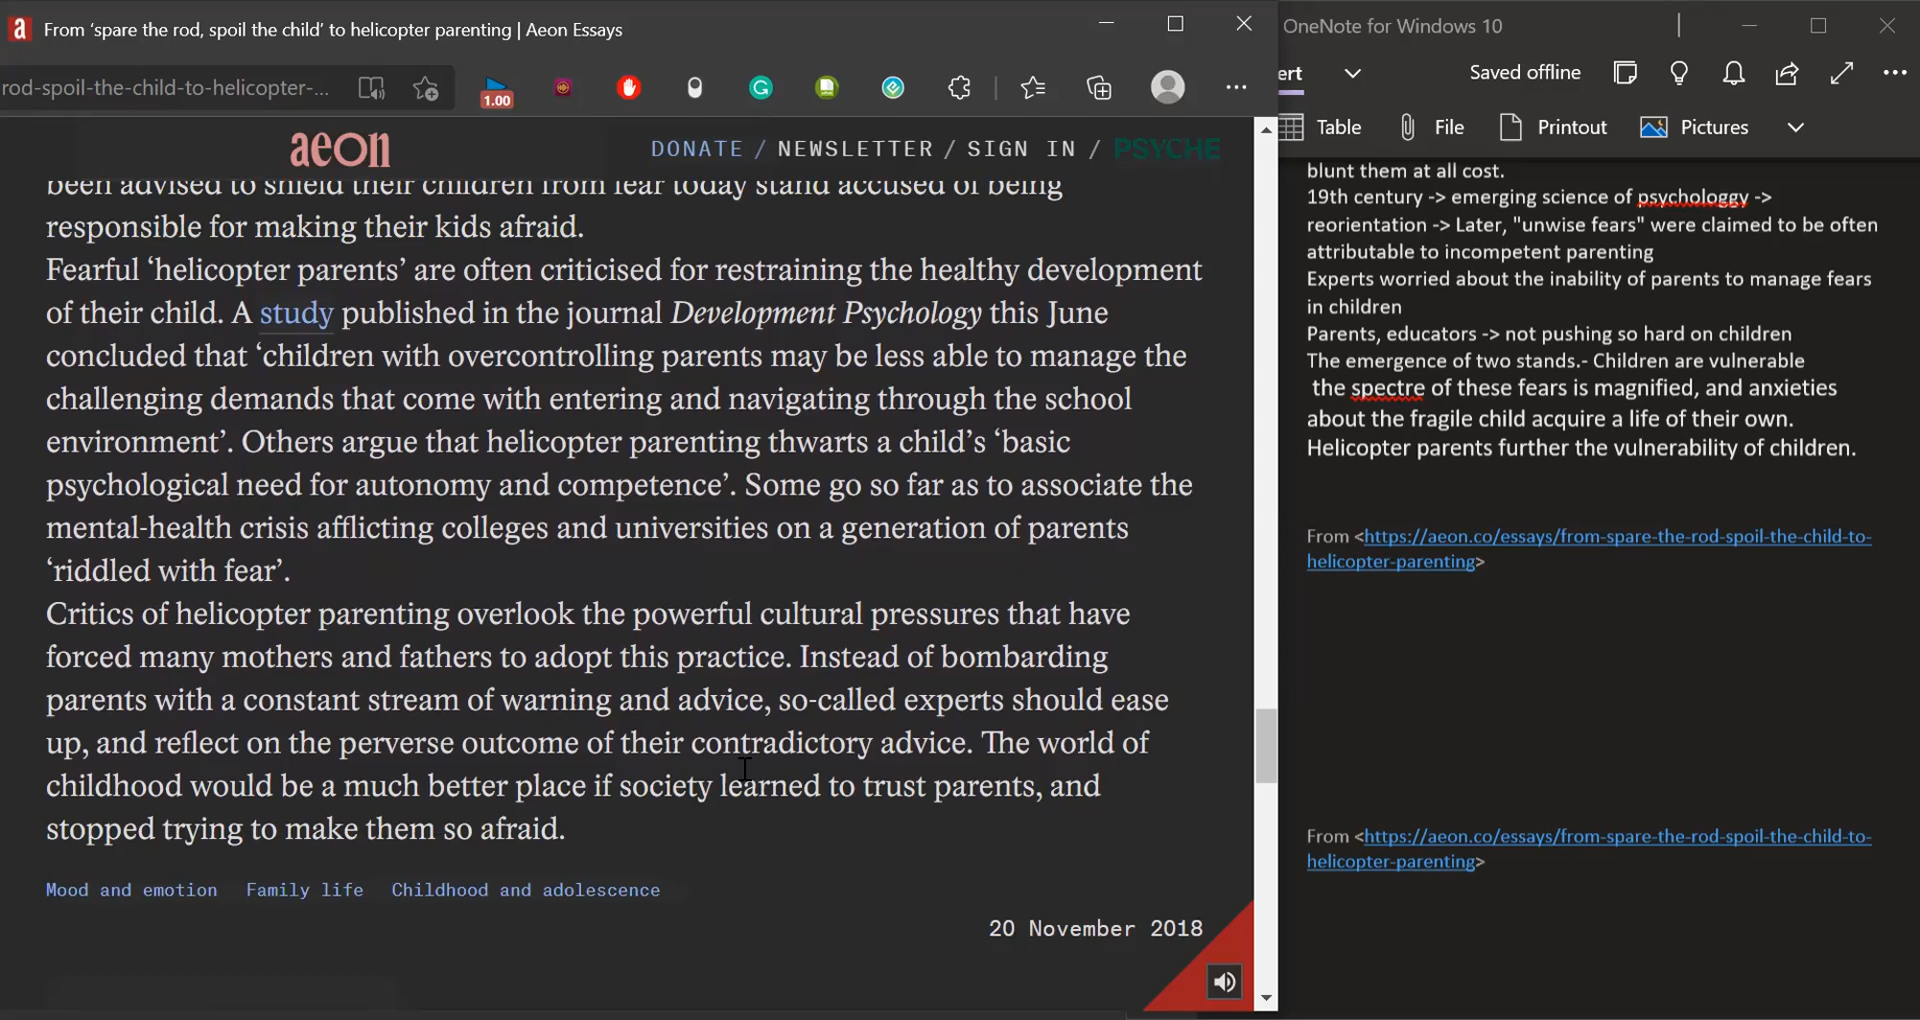 From ‘spare the rod, spoil the child’ to helicopter parenting | Aeon Essays
rod-spoil-the-child-to-helicopter-...
1.00
aeon
DONATE / NEWSLETTER / SIGN IN / PSYCHE
been advised to shield their children from fear today stand accused of being
responsible for making their kids afraid.
Fearful ‘helicopter parents’ are often criticised for restraining the healthy development
of their child. A study published in the journal Development Psychology this June
concluded that ‘children with overcontrolling parents may be less able to manage the
challenging demands that come with entering and navigating through the school
environment’. Others argue that helicopter parenting thwarts a child’s ‘basic
psychological need for autonomy and competence’. Some go so far as to associate the
mental-health crisis afflicting colleges and universities on a generation of parents
‘riddled with fear’.
Critics of helicopter parenting overlook the powerful cultural pressures that have
forced many mothers and fathers to adopt this practice. Instead of bombarding
parents with a constant stream of warning and advice, so-called experts should ease
up, and reflect on the perverse outcome of their contradictory advice. The world of
childhood would be a much better place if society learned to trust parents, and
stopped trying to make them so afraid.
Mood and emotion Family life Childhood and adolescence
20 November 2018
OneNote for Windows 10
ert
Saved offline
Table File Printout Pictures
blunt them at all cost.
19th century -> emerging science of psychologgy ->
reorientation -> Later, "unwise fears" were claimed to be often
attributable to incompetent parenting
Experts worried about the inability of parents to manage fears
in children
Parents, educators -> not pushing so hard on children
The emergence of two stands.- Children are vulnerable
the spectre of these fears is magnified, and anxieties
about the fragile child acquire a life of their own.
Helicopter parents further the vulnerability of children.
From <https://aeon.co/essays/from-spare-the-rod-spoil-the-child-to-
helicopter-parenting>
From <https://aeon.co/essays/from-spare-the-rod-spoil-the-child-to-
helicopter-parenting>